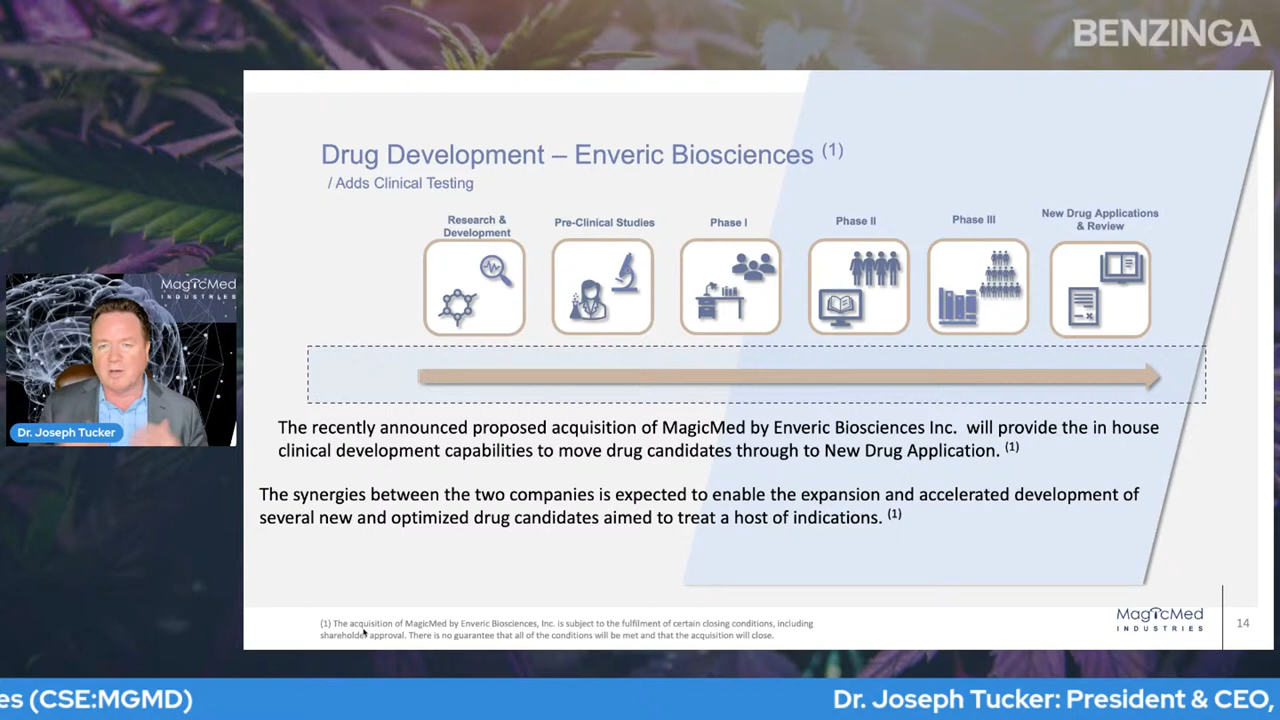 BENZINGA
Drug Development – Enveric Biosciences (1)
/ Adds Clinical Testing
Research &
Development
Pre-Clinical Studies
Phase I
Phase II
Phase III
New Drug Applications
& Review
MagicMed
INDUSTRIES
Dr. Joseph Tucker
The recently announced proposed acquisition of MagicMed by Enveric Biosciences Inc. will provide the in house
clinical development capabilities to move drug candidates through to New Drug Application. (1)
The synergies between the two companies is expected to enable the expansion and accelerated development of
several new and optimized drug candidates aimed to treat a host of indications. (1)
(1) The acquisition of MagicMed by Enveric Biosciences, Inc. is subject to the fulfilment of certain closing conditions, including
shareholder approval. There is no guarantee that all of the conditions will be met and that the acquisition will close.
MagicMed
INDUSTRIES
14
es (CSE:MGMD)
Dr. Joseph Tucker: President & CEO,